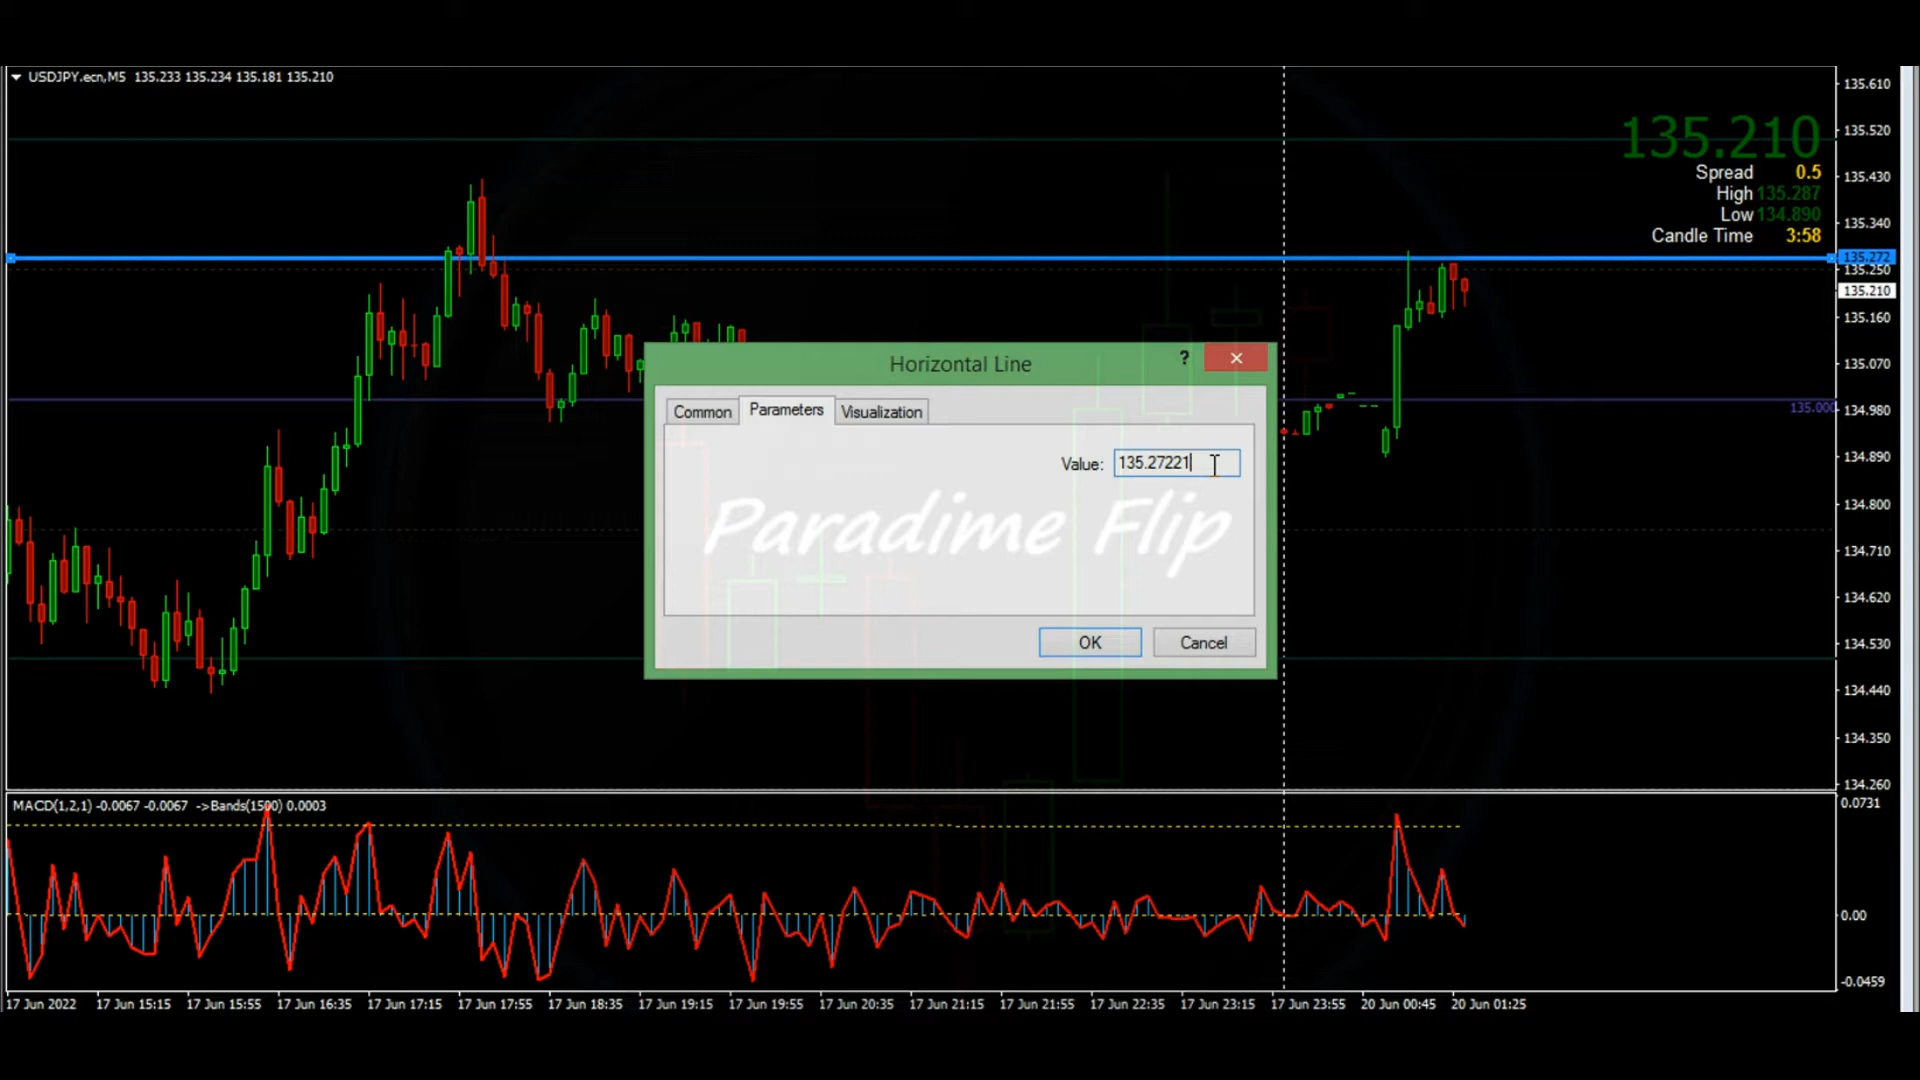 USDJPY.ecn,M5 135.233 135.234 135.181 135.210
135.210
Spread 0.5
High 135.287
Low 134.890
Candle Time 3:58
135.610
135.520
135.430
135.340
135.272
135.250
135.210
135.160
135.070
135.000
134.980
134.890
134.800
134.710
134.620
134.530
134.440
134.350
134.260
Horizontal Line
?
Common Parameters Visualization
Value: 135.27221
Paradime Flip
OK Cancel
MACD(1,2,1) -0.0067 -0.0067 ->Bands(1500) 0.0003
0.0731
0.00
-0.0459
17 Jun 2022 17 Jun 15:15 17 Jun 15:55 17 Jun 16:35 17 Jun 17:15 17 Jun 17:55 17 Jun 18:35 17 Jun 19:15 17 Jun 19:55 17 Jun 20:35 17 Jun 21:15 17 Jun 21:55 17 Jun 22:35 17 Jun 23:15 17 Jun 23:55 20 Jun 00:45 20 Jun 01:25